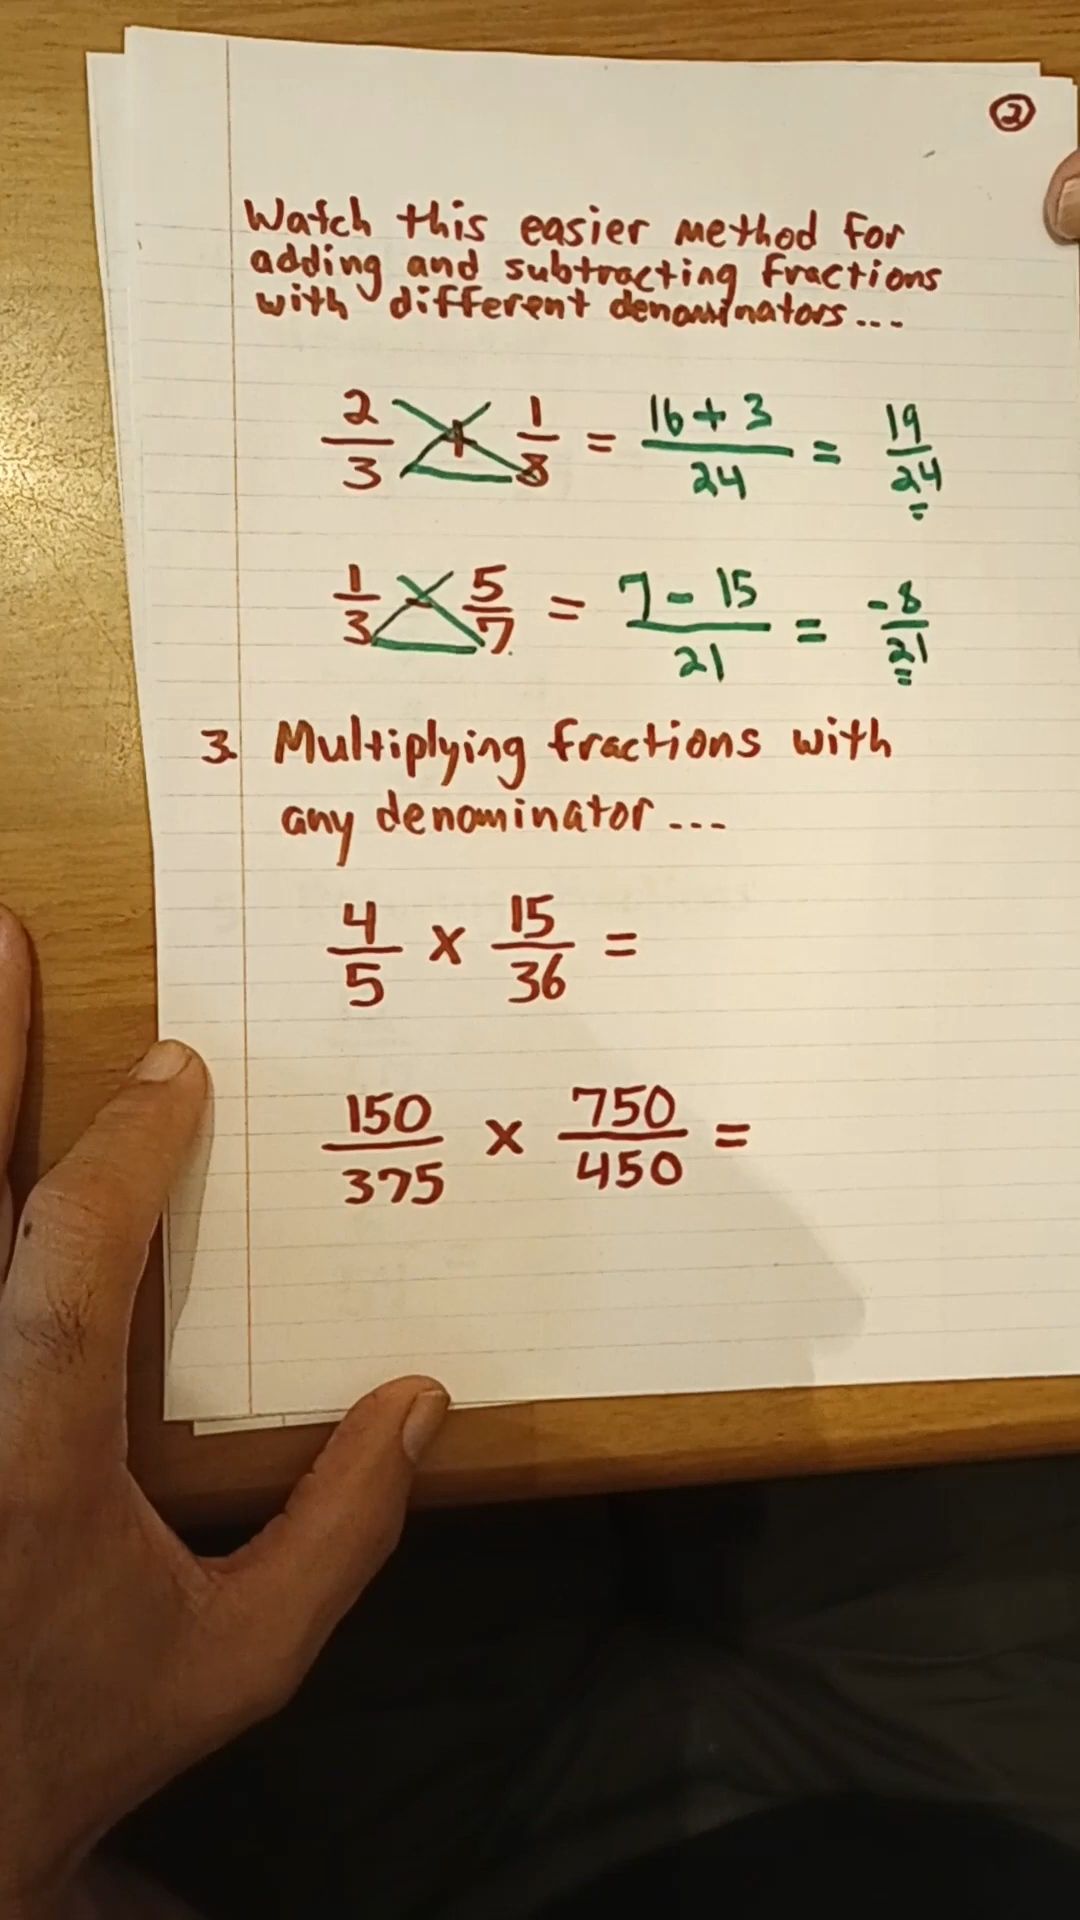 2
Watch this easier method for
adding and subtracting fractions
with different denominators...
2/3 + 1/8 = 16 + 3/24 = 19/24
1/3 - 5/7 = 7 - 15/21 = -8/21
3. Multiplying fractions with
any denominator...
4/5 x 15/36 =
150/375 x 750/450 =